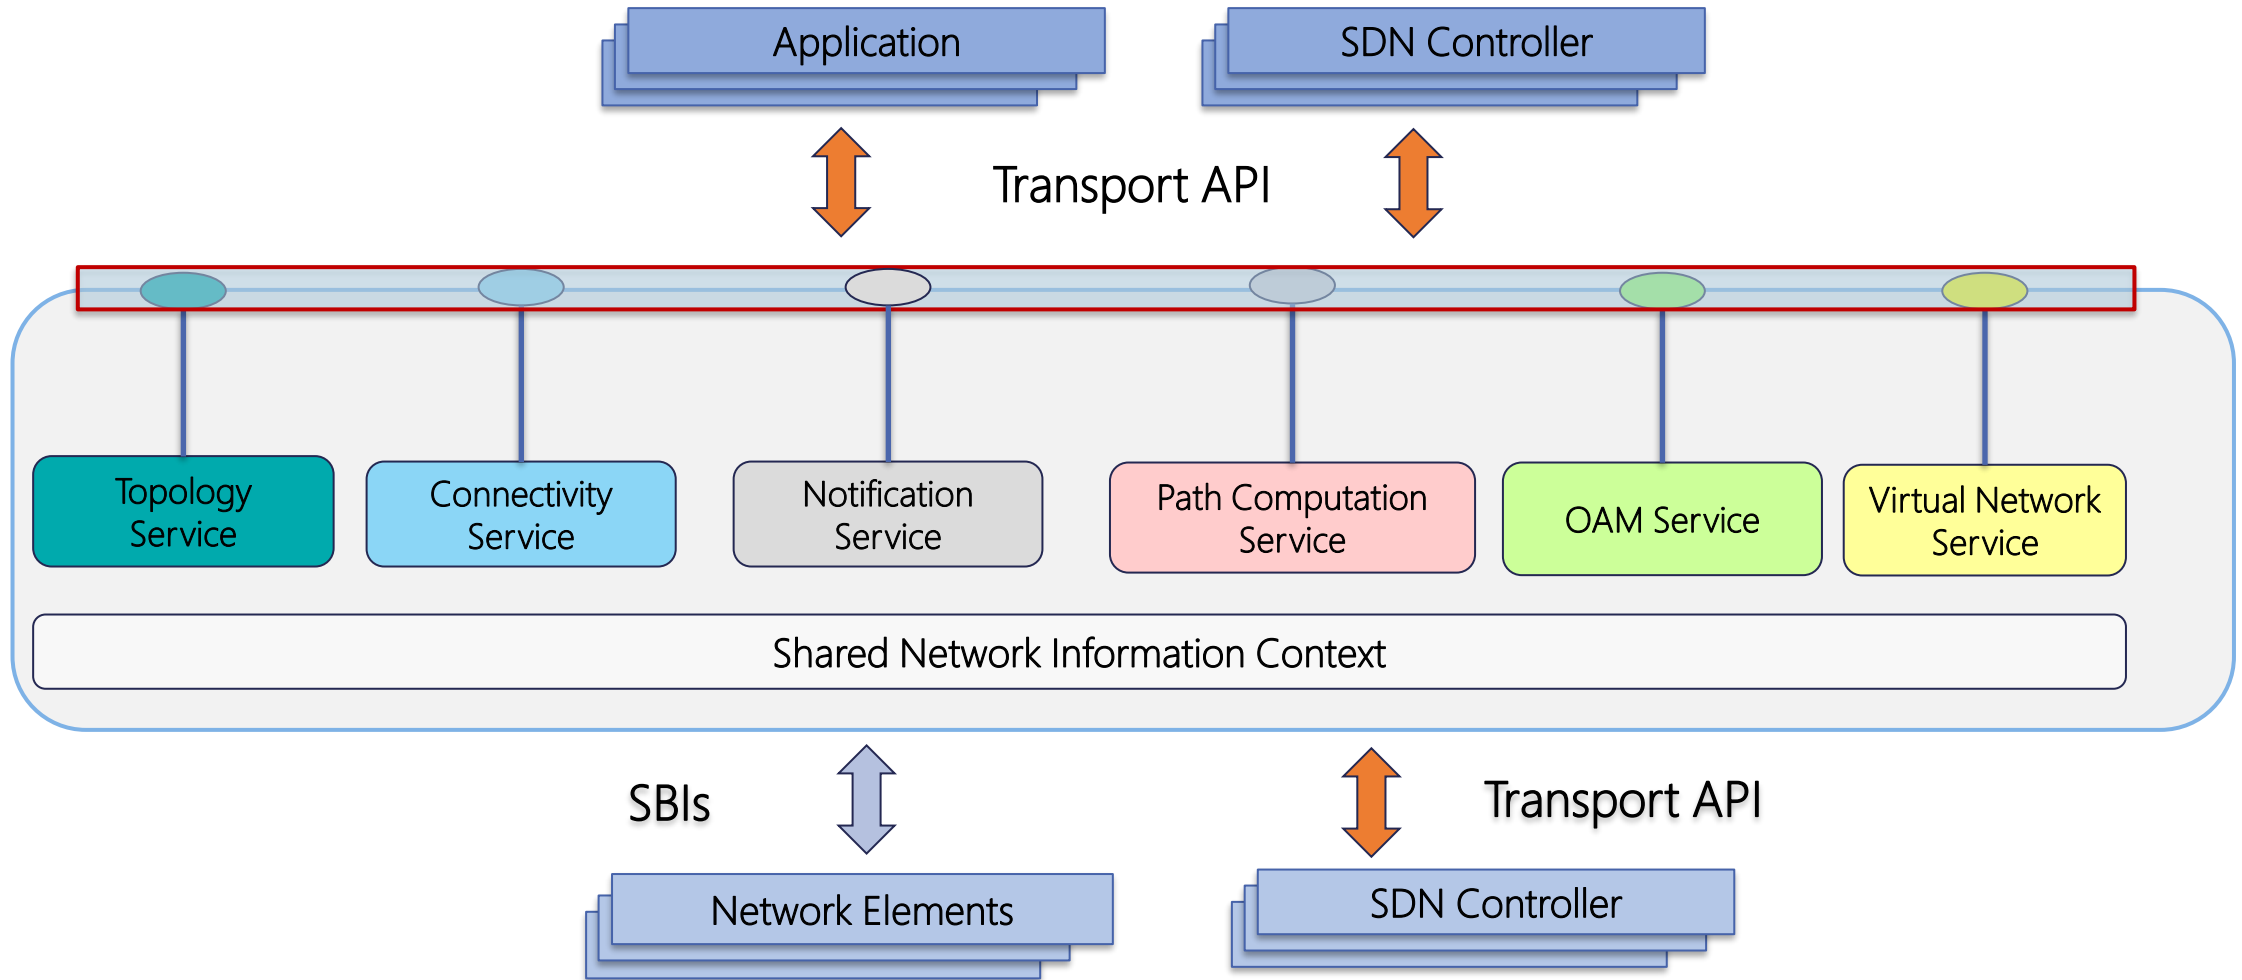 Application
SDN Controller
Transport API
Topology
Service
Connectivity
Service
Notification
Service
Path Computation
Service
OAM Service
Virtual Network
Service
Shared Network Information Context
SBIs
Transport API
Network Elements
SDN Controller